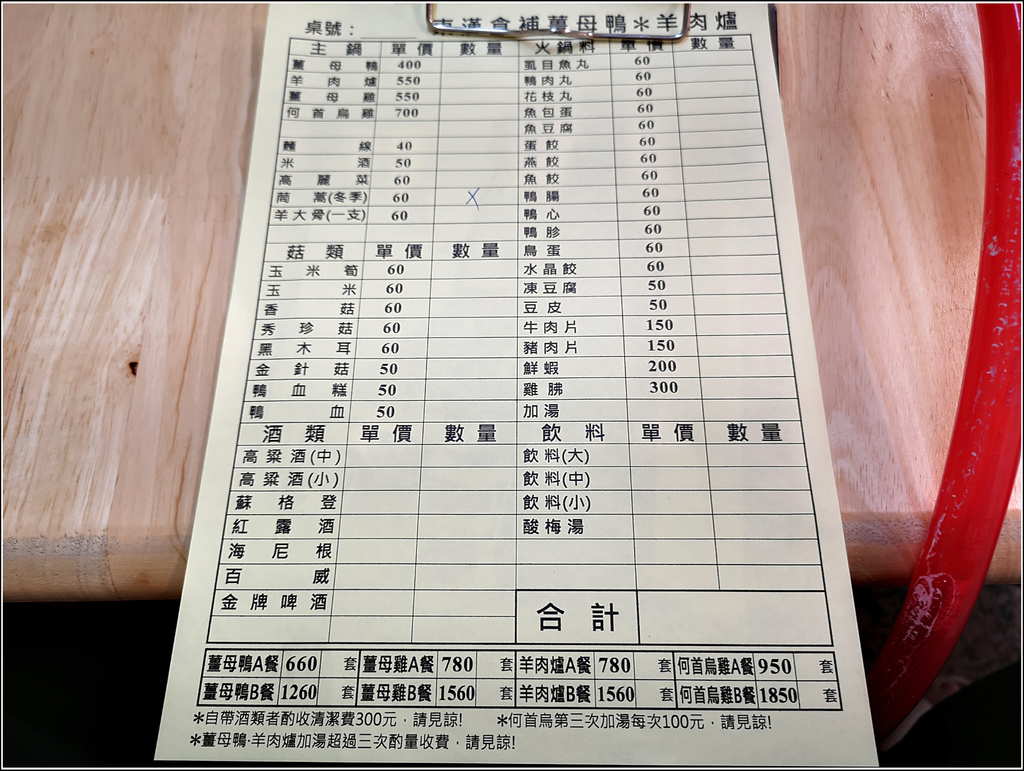 桌號： 漢食補薑母鴨＊羊肉爐
主鍋 單價 數量 火鍋料 單價 數量
薑母鴨 400 虱目魚丸 60
羊肉爐 550 鴨肉丸 60
薑母雞 550 花枝丸 60
何首烏雞 700 魚包蛋 60
魚豆腐 60
麵線 40 蛋餃 60
米酒 50 燕餃 60
高麗菜 60 魚餃 60
茼蒿(冬季) 60 X 鴨腸 60
羊大骨(一支) 60 鴨心 60
鴨胗 60
菇類 單價 數量 鳥蛋 60
玉米筍 60 水晶餃 60
玉米 60 凍豆腐 50
香菇 60 豆皮 50
秀珍菇 60 牛肉片 150
黑木耳 60 豬肉片 150
金針菇 50 鮮蝦 200
鴨血糕 50 雞胇 300
鴨血 50 加湯
酒類 單價 數量 飲料 單價 數量
高粱酒(中) 飲料(大)
高粱酒(小) 飲料(中)
蘇格登 飲料(小)
紅露酒 酸梅湯
海尼根
百威
金牌啤酒 合計
薑母鴨A餐 660 套 薑母雞A餐 780 套 羊肉爐A餐 780 套 何首烏雞A餐 950 套
薑母鴨B餐 1260 套 薑母雞B餐 1560 套 羊肉爐B餐 1560 套 何首烏雞B餐 1850 套
＊自帶酒類者酌收清潔費300元，請見諒! ＊何首烏第三次加湯每次100元，請見諒!
＊薑母鴨·羊肉爐加湯超過三次酌量收費，請見諒!